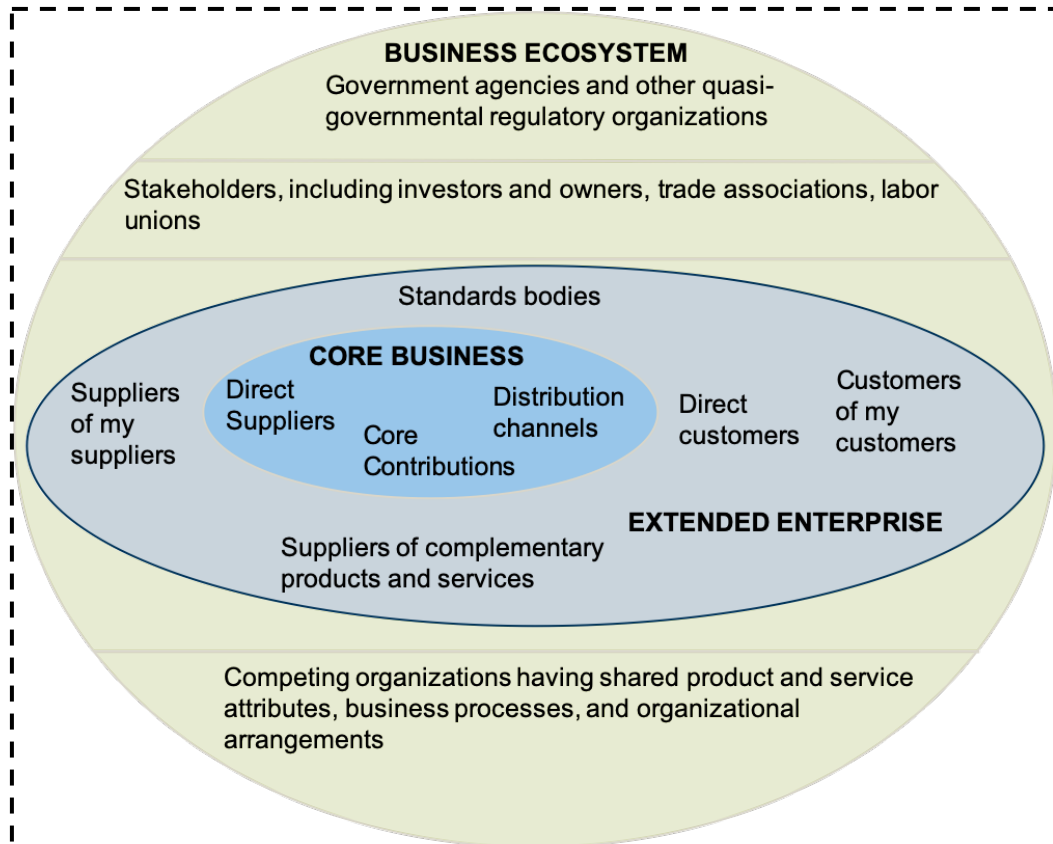 BUSINESS ECOSYSTEM
Government agencies and other quasi-
governmental regulatory organizations
Stakeholders, including investors and owners, trade associations, labor
unions
Standards bodies
CORE BUSINESS
Suppliers
of my
suppliers
Direct
Suppliers
Core
Contributions
Distribution
channels
Direct
customers
Customers
of my
customers
EXTENDED ENTERPRISE
Suppliers of complementary
products and services
Competing organizations having shared product and service
attributes, business processes, and organizational
arrangements